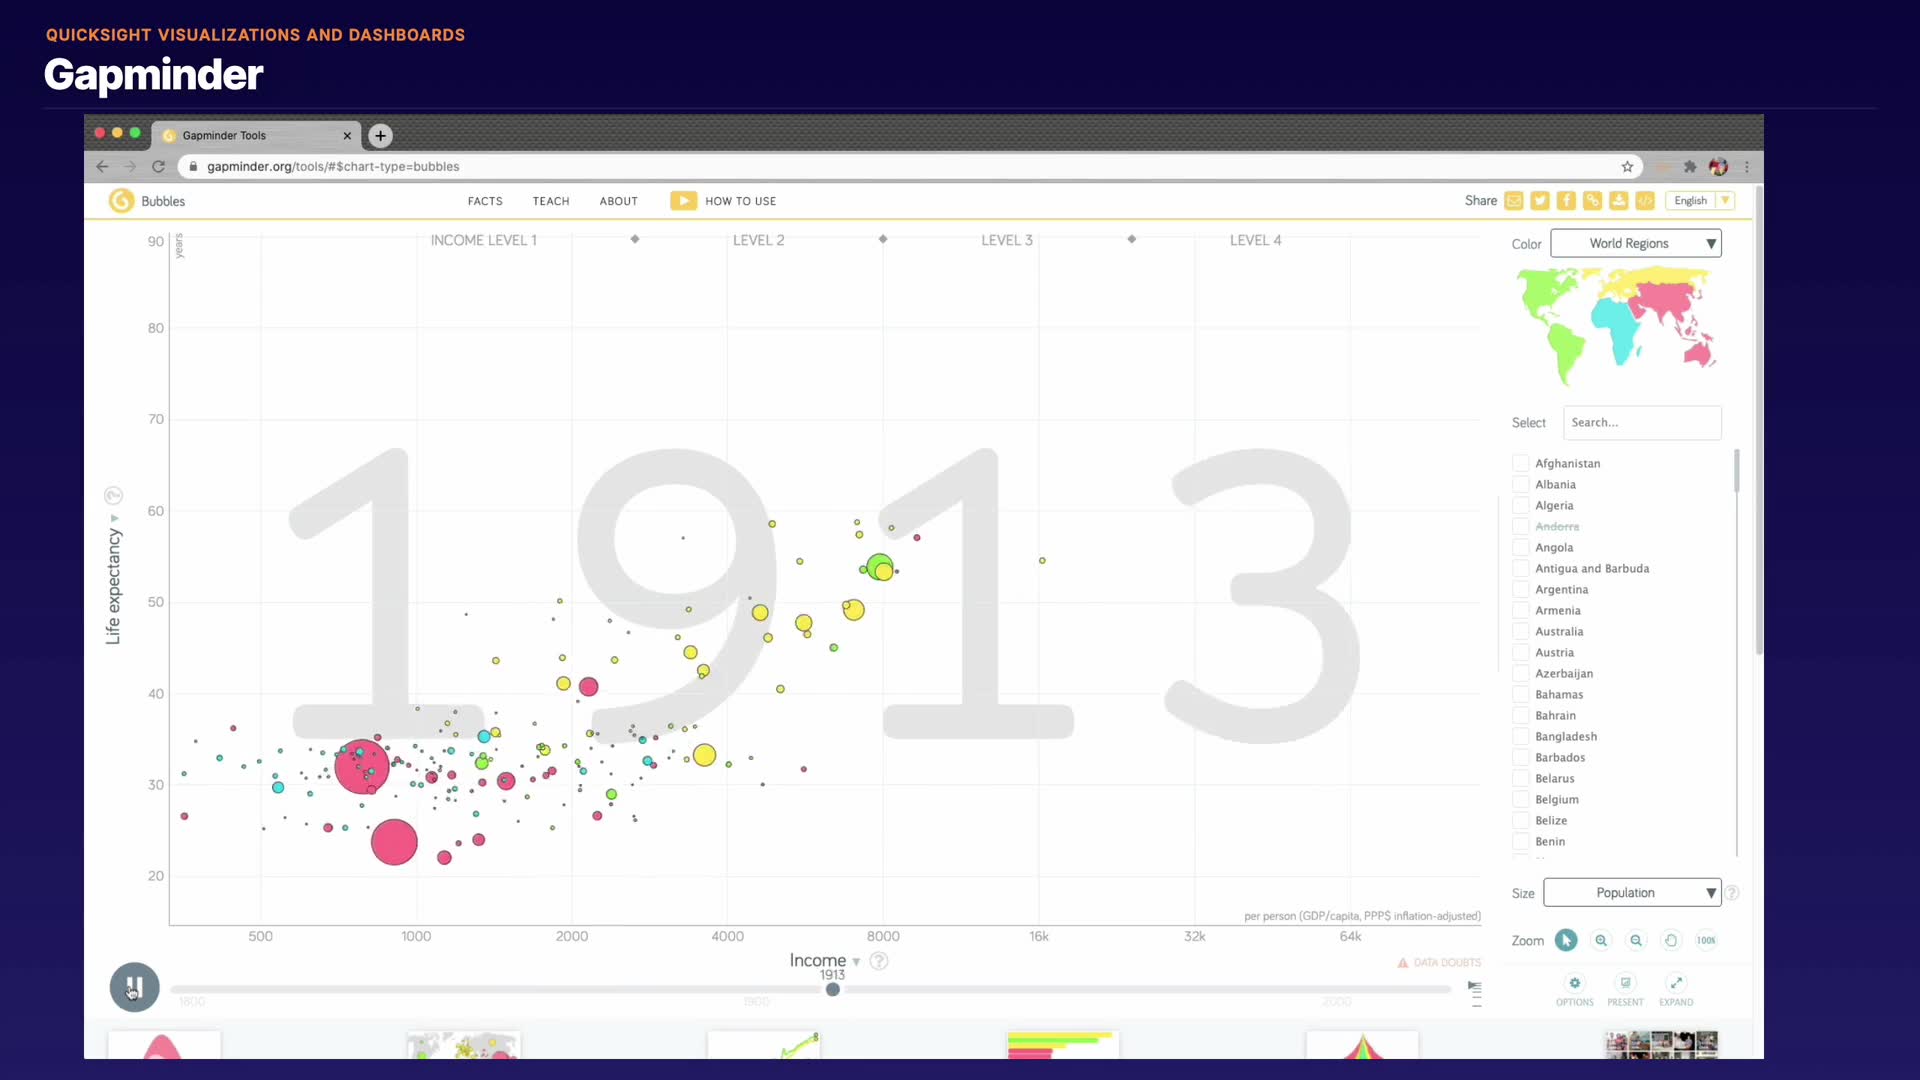 QUICKSIGHT VISUALIZATIONS AND DASHBOARDS
Gapminder
Gapminder Tools
gapminder.org/tools/#$chart-type=bubbles
Bubbles
FACTS
TEACH
ABOUT
HOW TO USE
Share
English
90
years
INCOME LEVEL 1
LEVEL 2
LEVEL 3
LEVEL 4
Color
World Regions
80
70
60
50
40
30
20
Life expectancy
1913
Select
Search...
Afghanistan
Albania
Algeria
Andorra
Angola
Antigua and Barbuda
Argentina
Armenia
Australia
Austria
Azerbaijan
Bahamas
Bahrain
Bangladesh
Barbados
Belarus
Belgium
Belize
Benin
Size
Population
per person (GDP/capita, PPP$ inflation-adjusted)
500
1000
2000
4000
8000
16k
32k
64k
Zoom
100%
Income
DATA DOUBTS
1913
1800
1900
2000
OPTIONS
PRESENT
EXPAND